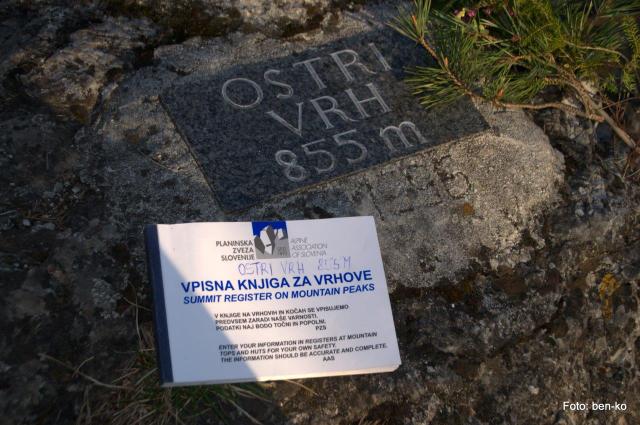 OSTRI
VRH
855 m
PLANINSKA
ZVEZA
SLOVENIJE
ALPINE
ASSOCIATION
OF SLOVENIA
OSTRI VRH 855M
VPISNA KNJIGA ZA VRHOVE
SUMMIT REGISTER ON MOUNTAIN PEAKS
V KNJIGE NA VRHOVIH IN KOČAH SE VPISUJEMO
PREDVSEM ZARADI NAŠE VARNOSTI.
PODATKI NAJ BODO TOČNI IN POPOLNI.
PZS
ENTER YOUR INFORMATION IN REGISTERS AT MOUNTAIN
TOPS AND HUTS FOR YOUR OWN SAFETY.
THE INFORMATION SHOULD BE ACCURATE AND COMPLETE.
AAS
Foto: ben-ko